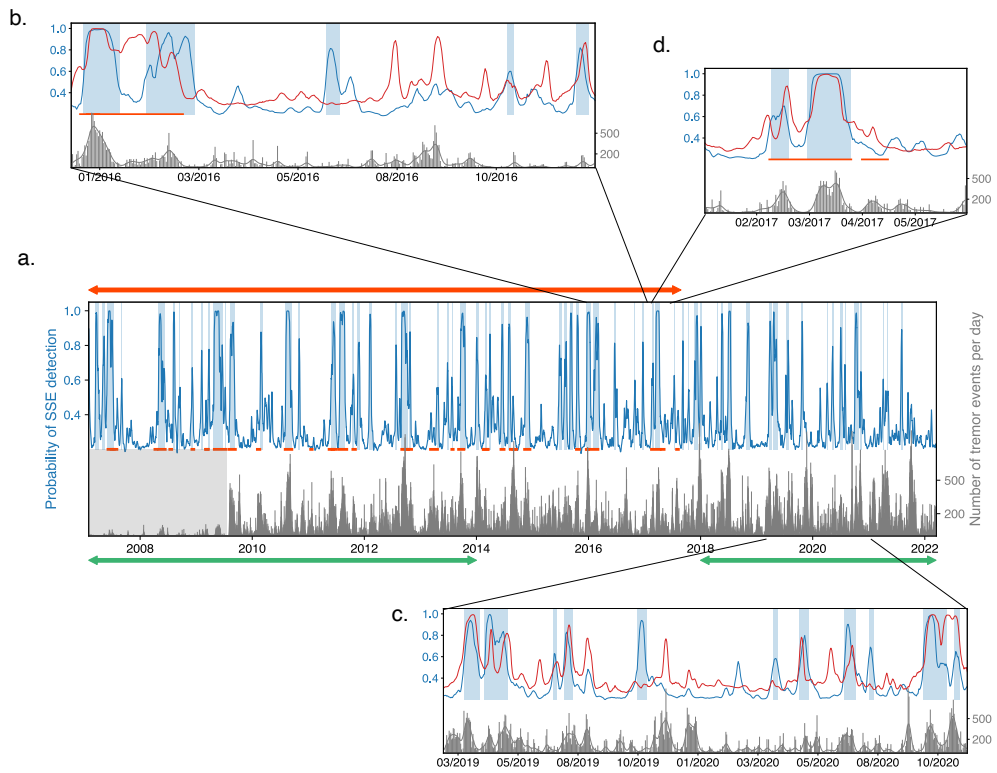 b.
1.0
0.8
0.6
0.4
500
200
01/2016 03/2016 05/2016 08/2016 10/2016
d.
1.0
0.8
0.6
0.4
500
200
02/2017 03/2017 04/2017 05/2017
a.
Probability of SSE detection
1.0
0.8
0.6
0.4
500
200
Number of tremor events per day
2008 2010 2012 2014 2016 2018 2020 2022
c.
1.0
0.8
0.6
0.4
500
200
03/2019 05/2019 08/2019 10/2019 01/2020 03/2020 05/2020 08/2020 10/2020